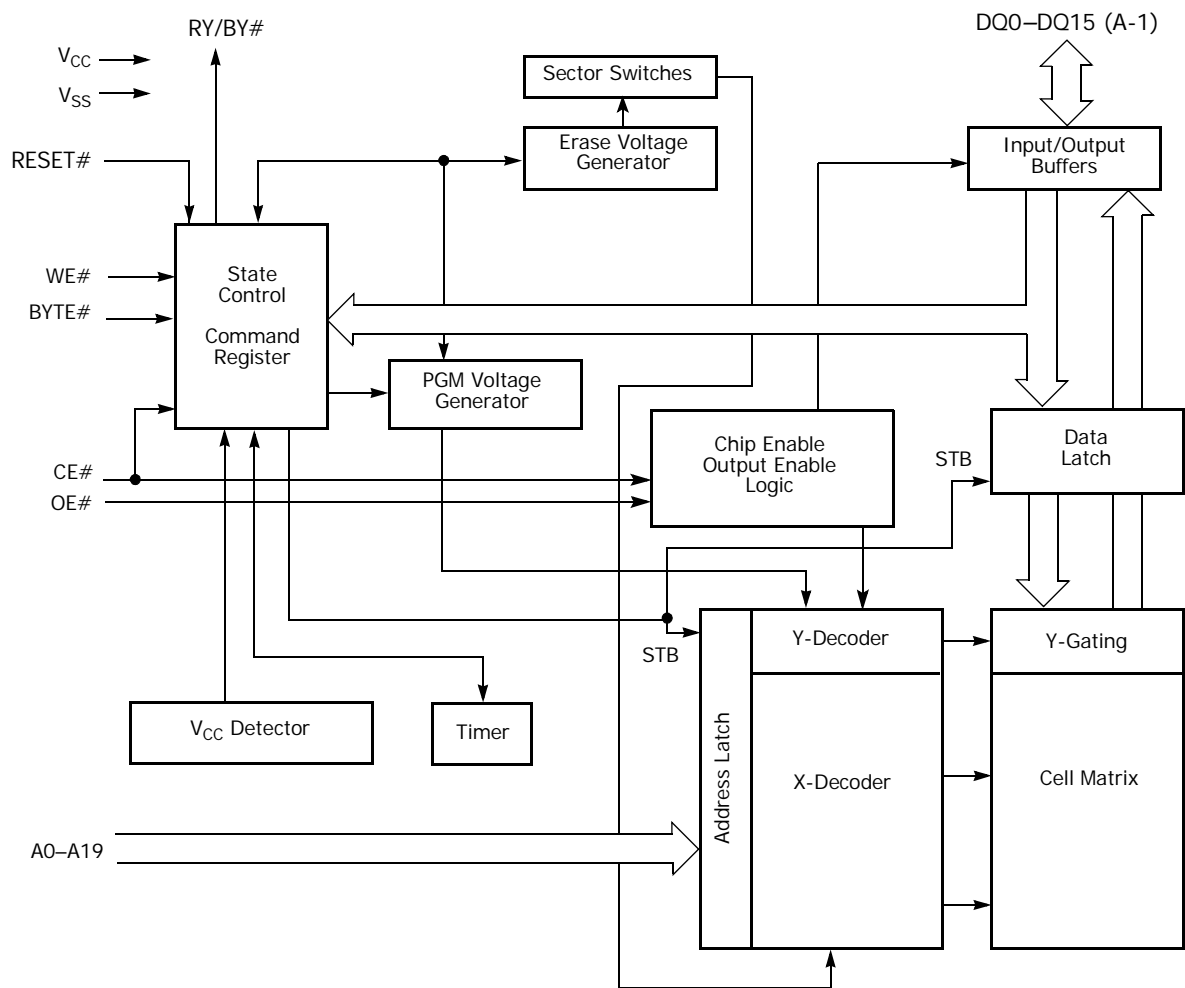 RY/BY#
DQ0–DQ15 (A-1)
VCC
VSS
Sector Switches
RESET#
Erase Voltage
Generator
Input/Output
Buffers
WE#
BYTE#
State
Control
Command
Register
PGM Voltage
Generator
CE#
OE#
Chip Enable
Output Enable
Logic
STB
Data
Latch
STB
Y-Decoder
Y-Gating
VCC Detector
Timer
Address Latch
X-Decoder
Cell Matrix
A0–A19